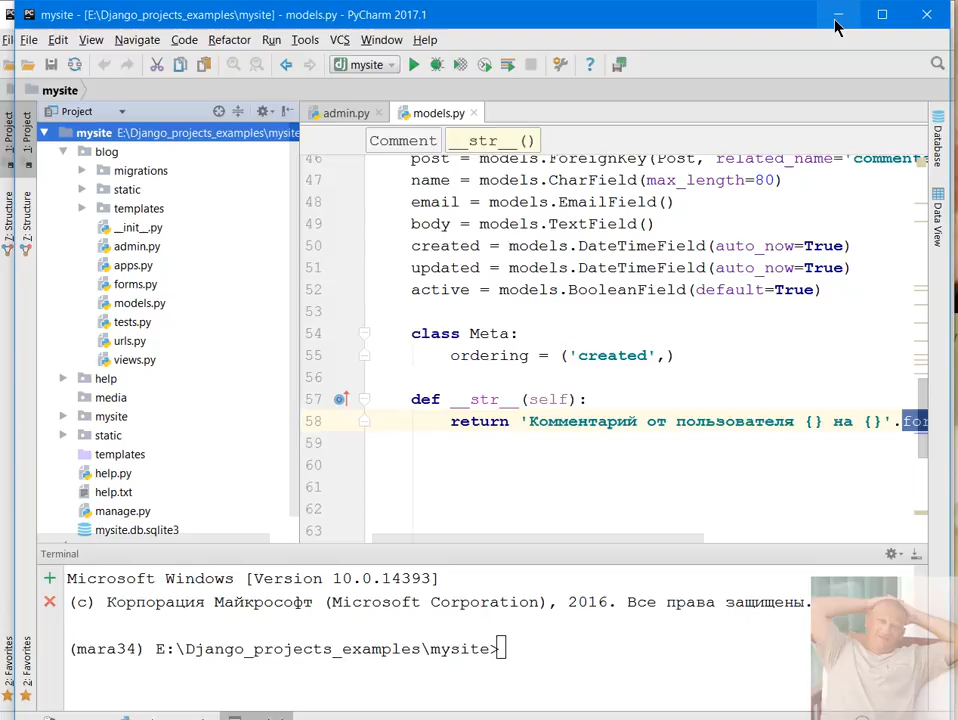 mysite - [E:\Django_projects_examples\mysite] - models.py - PyCharm 2017.1
File Edit View Navigate Code Refactor Run Tools VCS Window Help
mysite
mysite
Project
admin.py
models.py
mysite E:\Django_projects_examples\mysite
blog
migrations
static
templates
__init__.py
admin.py
apps.py
forms.py
models.py
tests.py
urls.py
views.py
help
media
mysite
static
templates
help.py
help.txt
manage.py
mysite.db.sqlite3
1: Project
1: Project
Z: Structure
Z: Structure
2: Favorites
2: Favorites
Comment __str__()
46 post = models.ForeignKey(Post, related_name='comment
47 name = models.CharField(max_length=80)
48 email = models.EmailField()
49 body = models.TextField()
50 created = models.DateTimeField(auto_now=True)
51 updated = models.DateTimeField(auto_now=True)
52 active = models.BooleanField(default=True)
53
54 class Meta:
55 ordering = ('created',)
56
57 def __str__(self):
58 return 'Комментарий от пользователя {} на {}'.for
59
60
61
62
63
Database
Data View
Terminal
Microsoft Windows [Version 10.0.14393]
(c) Корпорация Майкрософт (Microsoft Corporation), 2016. Все права защищены.
(mara34) E:\Django_projects_examples\mysite>